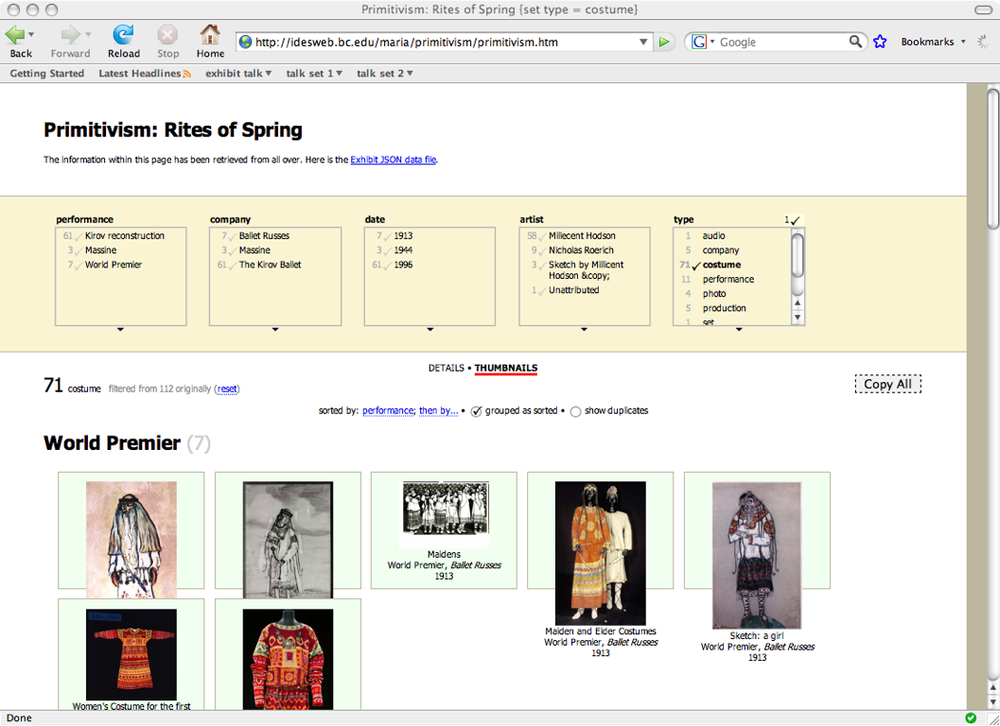 Primitivism: Rites of Spring {set type = costume}
Back
Forward
Reload
Stop
Home
http://idesweb.bc.edu/maria/primitivism/primitivism.htm
G
Google
Bookmarks
Getting Started
Latest Headlines
exhibit talk
talk set 1
talk set 2
Primitivism: Rites of Spring
The information within this page has been retrieved from all over. Here is the Exhibit JSON data file.
performance
61 Kirov reconstruction
3 Massine
7 World Premier
company
7 Ballet Russes
3 Massine
61 The Kirov Ballet
date
7 1913
3 1944
61 1996
artist
58 Millecent Hodson
9 Nicholas Roerich
3 Sketch by Millicent
Hodson &copy;
1 Unattributed
type 1
1 audio
5 company
71 costume
11 performance
4 photo
5 production
1 set
DETAILS • THUMBNAILS
71 costume filtered from 112 originally (reset)
Copy All
sorted by: performance; then by... • grouped as sorted • show duplicates
World Premier (7)
Maidens
World Premier, Ballet Russes
1913
Maiden and Elder Costumes
World Premier, Ballet Russes
1913
Sketch: a girl
World Premier, Ballet Russes
1913
Women's Costume for the first
Done